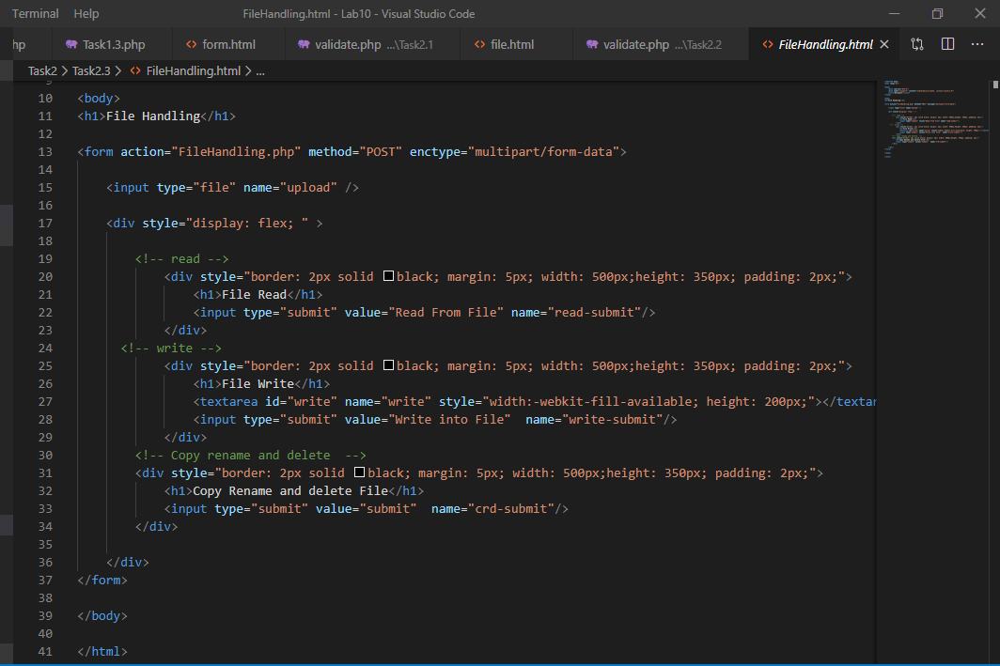 Terminal Help FileHandling.html - Lab10 - Visual Studio Code
hp Task1.3.php <> form.html validate.php ...\Task2.1 <> file.html validate.php ...\Task2.2 <> FileHandling.html
Task2 > Task2.3 > <> FileHandling.html > ...
9
10 <body>
11 <h1>File Handling</h1>
12
13 <form action="FileHandling.php" method="POST" enctype="multipart/form-data">
14
15 <input type="file" name="upload" />
16
17 <div style="display: flex; " >
18
19 <!-- read -->
20 <div style="border: 2px solid black; margin: 5px; width: 500px;height: 350px; padding: 2px;">
21 <h1>File Read</h1>
22 <input type="submit" value="Read From File" name="read-submit"/>
23 </div>
24 <!-- write -->
25 <div style="border: 2px solid black; margin: 5px; width: 500px;height: 350px; padding: 2px;">
26 <h1>File Write</h1>
27 <textarea id="write" name="write" style="width:-webkit-fill-available; height: 200px;"></textar
28 <input type="submit" value="Write into File"  name="write-submit"/>
29 </div>
30 <!-- Copy rename and delete  -->
31 <div style="border: 2px solid black; margin: 5px; width: 500px;height: 350px; padding: 2px;">
32 <h1>Copy Rename and delete File</h1>
33 <input type="submit" value="submit"  name="crd-submit"/>
34 </div>
35
36 </div>
37 </form>
38
39 </body>
40
41 </html>